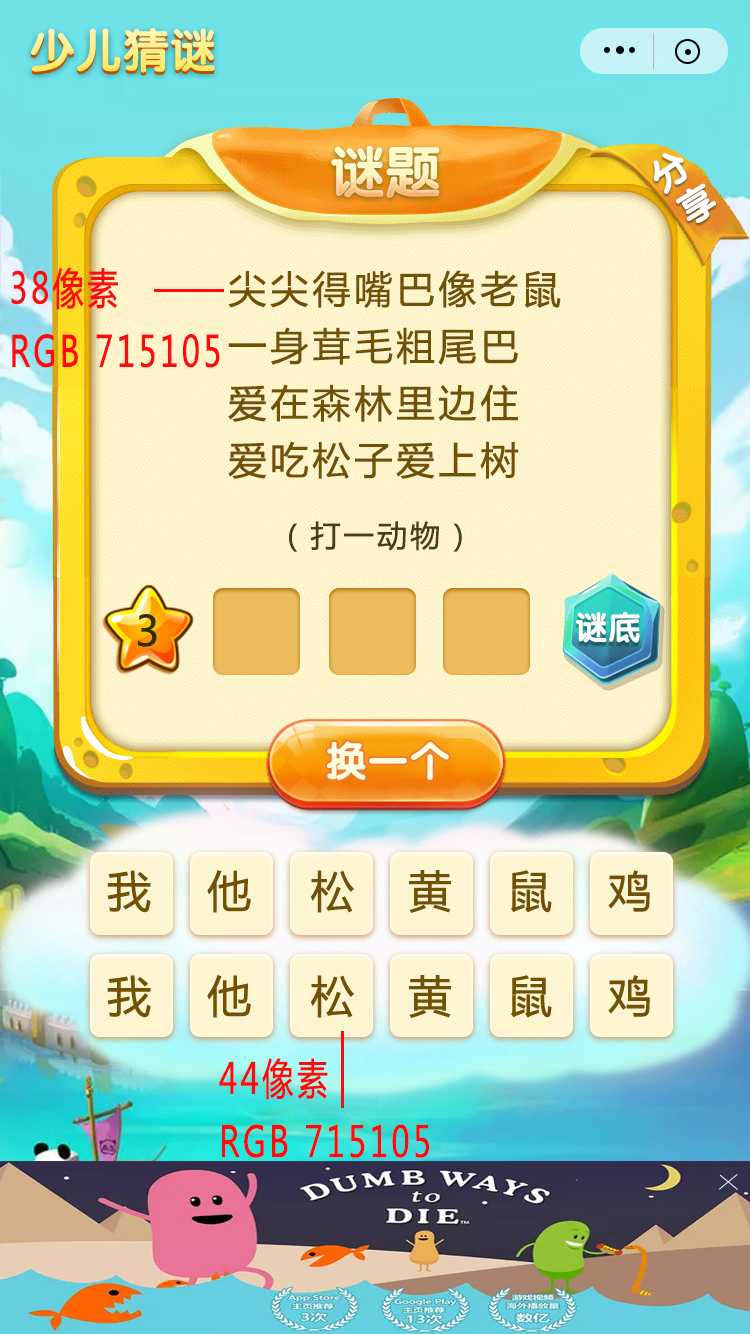 少儿猜谜
谜题
分享
38像素
尖尖得嘴巴像老鼠
RGB 715105
一身茸毛粗尾巴
爱在森林里边住
爱吃松子爱上树
(打一动物)
3
谜底
换一个
我 他 松 黄 鼠 鸡
我 他 松 黄 鼠 鸡
44像素
RGB 715105
DUMB WAYS
to
DIE™
App Store
主页推荐
3次
Google Play
主页推荐
13次
游戏视频
海外播放量
数亿